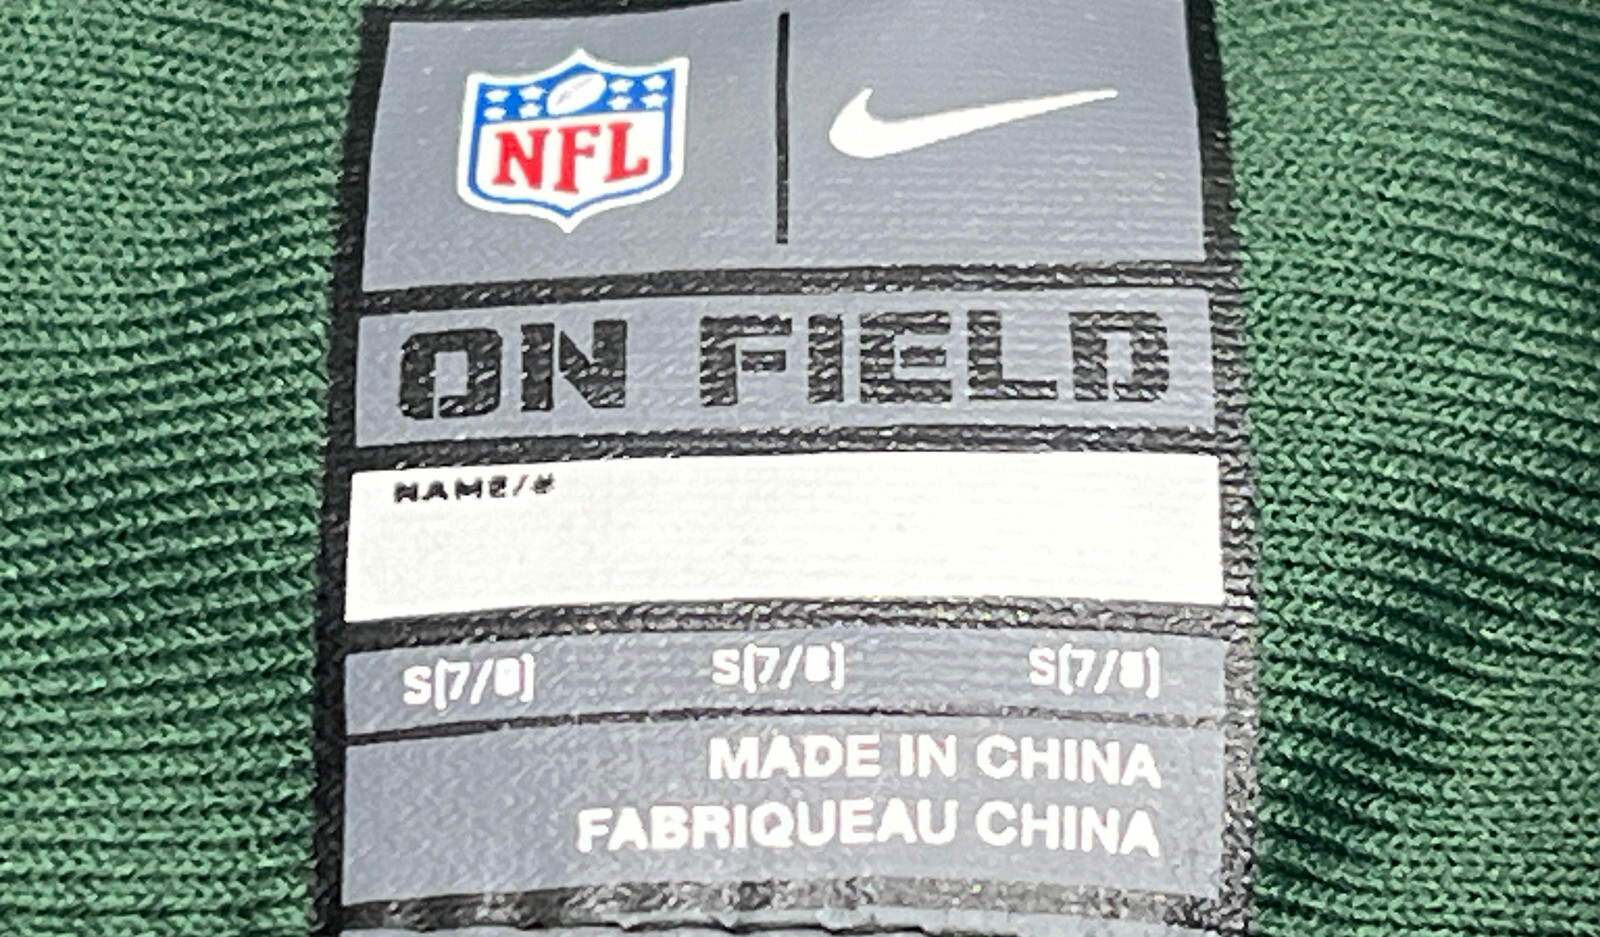 NFL
ON FIELD
NAME/#
S(7/8) S(7/8) S(7/8)
MADE IN CHINA
FABRIQUEAU CHINA